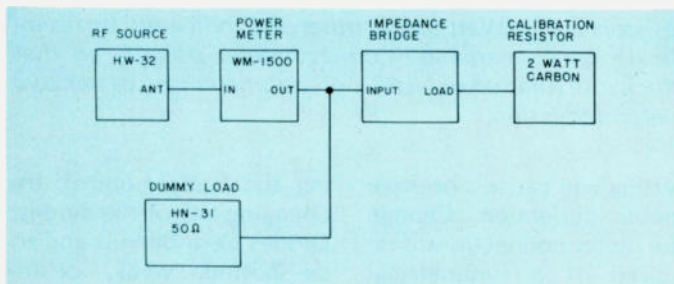 RF SOURCE
HW-32
ANT
POWER
METER
WM-1500
IN OUT
IMPEDANCE
BRIDGE
INPUT LOAD
CALIBRATION
RESISTOR
2 WATT
CARBON
DUMMY LOAD
HN-31
50Ω